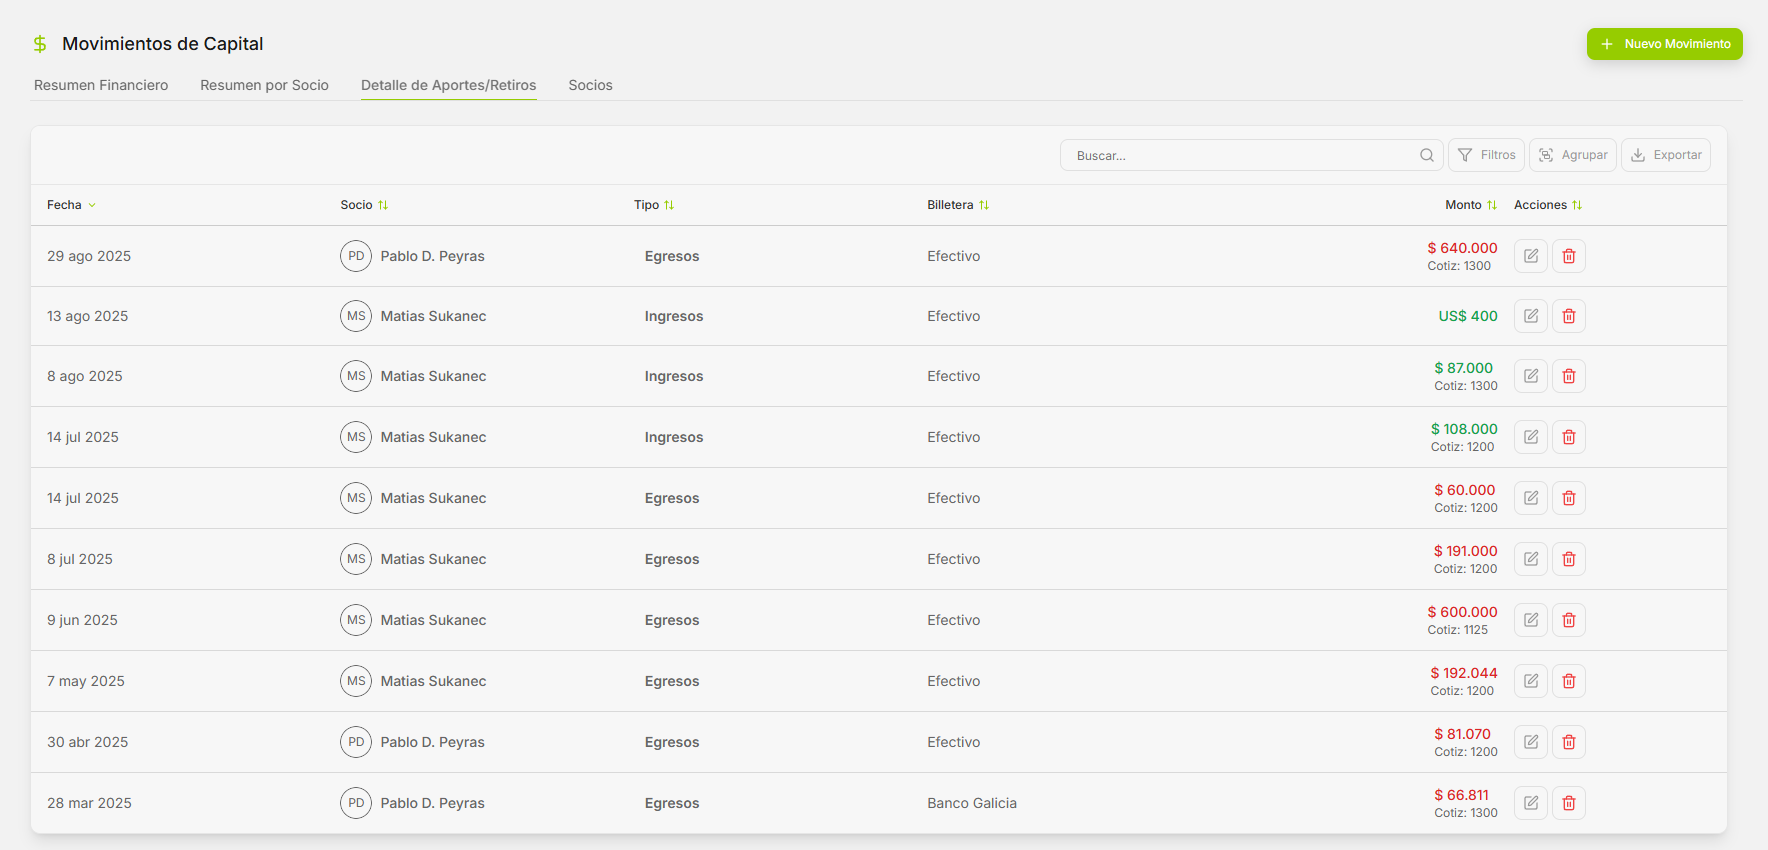 $ Movimientos de Capital
+ Nuevo Movimiento
Resumen Financiero Resumen por Socio Detalle de Aportes/Retiros Socios
Buscar... Filtros Agrupar Exportar
Fecha Socio Tipo Billetera Monto Acciones
29 ago 2025 PD Pablo D. Peyras Egresos Efectivo $ 640.000
Cotiz: 1300
13 ago 2025 MS Matias Sukanec Ingresos Efectivo US$ 400
8 ago 2025 MS Matias Sukanec Ingresos Efectivo $ 87.000
Cotiz: 1300
14 jul 2025 MS Matias Sukanec Ingresos Efectivo $ 108.000
Cotiz: 1200
14 jul 2025 MS Matias Sukanec Egresos Efectivo $ 60.000
Cotiz: 1200
8 jul 2025 MS Matias Sukanec Egresos Efectivo $ 191.000
Cotiz: 1200
9 jun 2025 MS Matias Sukanec Egresos Efectivo $ 600.000
Cotiz: 1125
7 may 2025 MS Matias Sukanec Egresos Efectivo $ 192.044
Cotiz: 1200
30 abr 2025 PD Pablo D. Peyras Egresos Efectivo $ 81.070
Cotiz: 1200
28 mar 2025 PD Pablo D. Peyras Egresos Banco Galicia $ 66.811
Cotiz: 1300